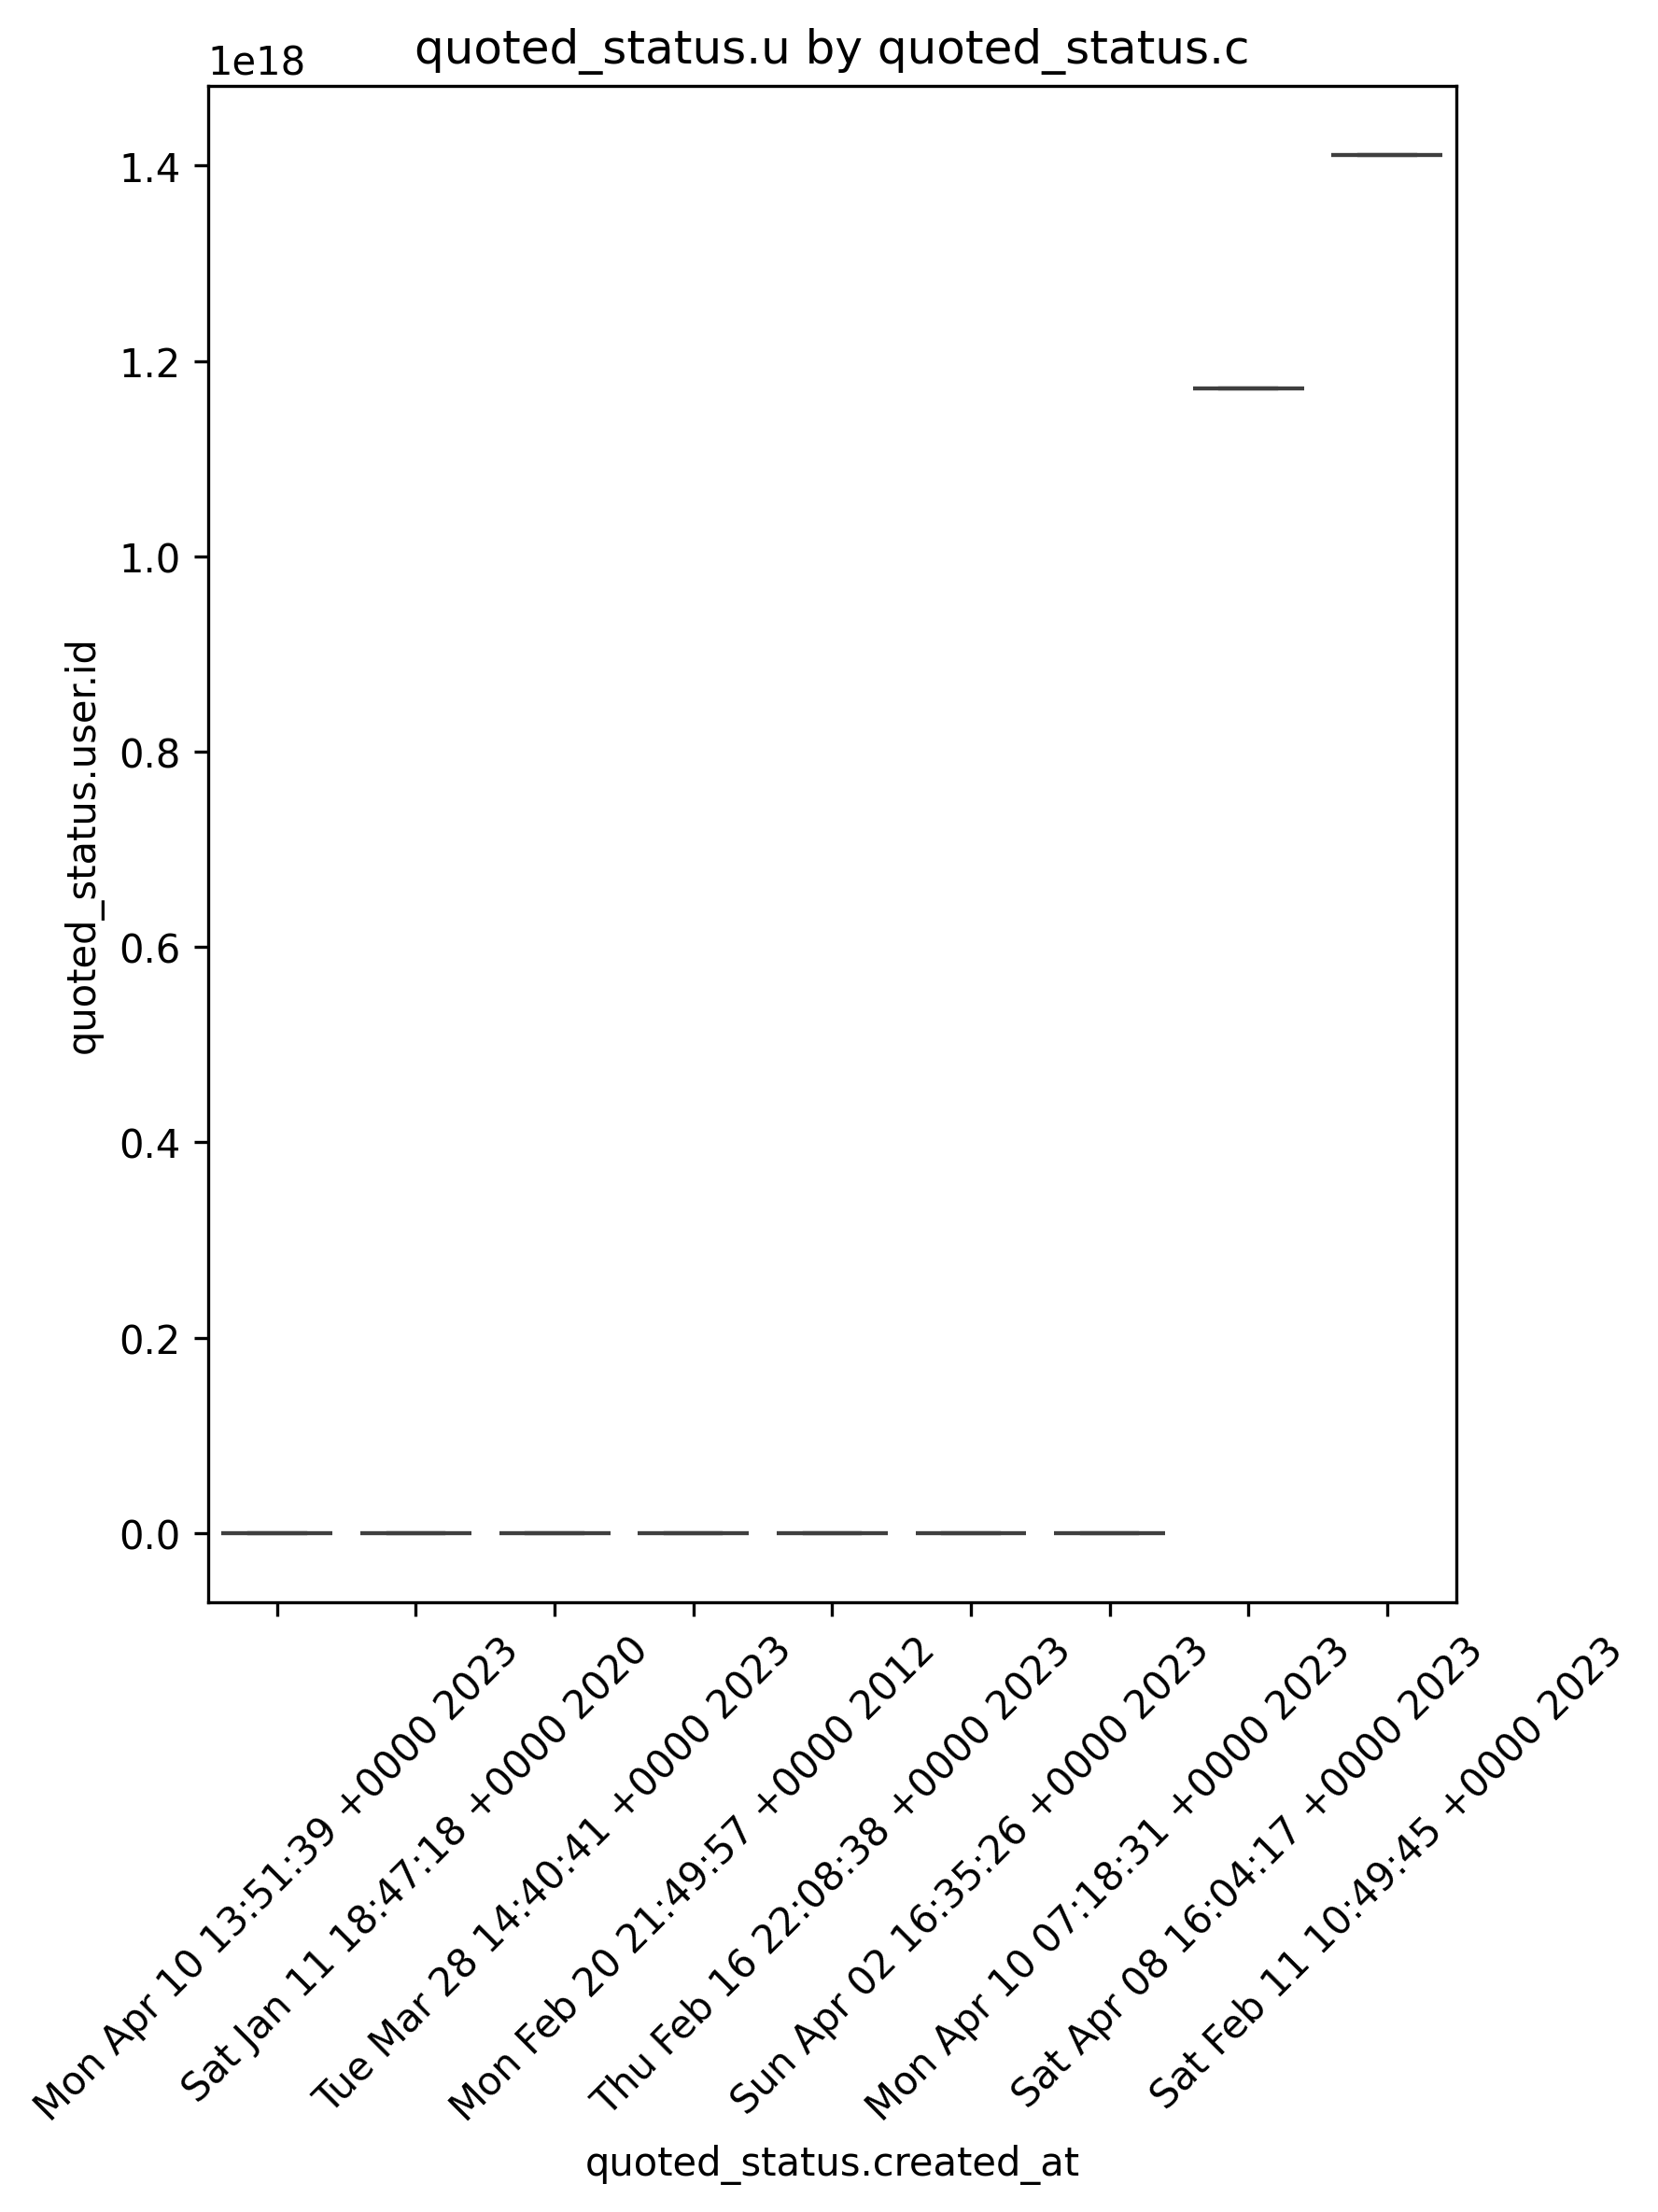 quoted_status.u by quoted_status.c
1e18
1.4
1.2
1.0
0.8
0.6
0.4
0.2
0.0
quoted_status.user.id
Mon Apr 10 13:51:39 +0000 2023
Sat Jan 11 18:47:18 +0000 2020
Tue Mar 28 14:40:41 +0000 2023
Mon Feb 20 21:49:57 +0000 2012
Thu Feb 16 22:08:38 +0000 2023
Sun Apr 02 16:35:26 +0000 2023
Mon Apr 10 07:18:31 +0000 2023
Sat Apr 08 16:04:17 +0000 2023
Sat Feb 11 10:49:45 +0000 2023
quoted_status.created_at